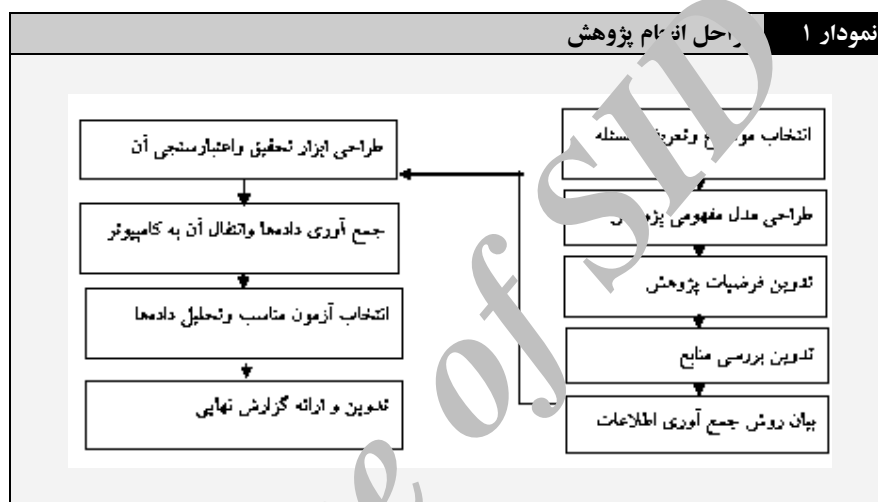 نمودار ۱ مراحل انجام پژوهش
انتخاب موضوع وتعریف مسئله
طراحی مدل مفهومی پژوهش
تدوین فرضیات پژوهش
تدوین بررسی منابع
بیان روش جمع آوری اطلاعات
طراحی ابزار تحقیق واعتبارسنجی آن
جمع آوری داده‌ها وانتقال آن به کامپیوتر
انتخاب آزمون مناسب وتحلیل داده‌ها
تدوین و ارائه گزارش نهایی
e of SID